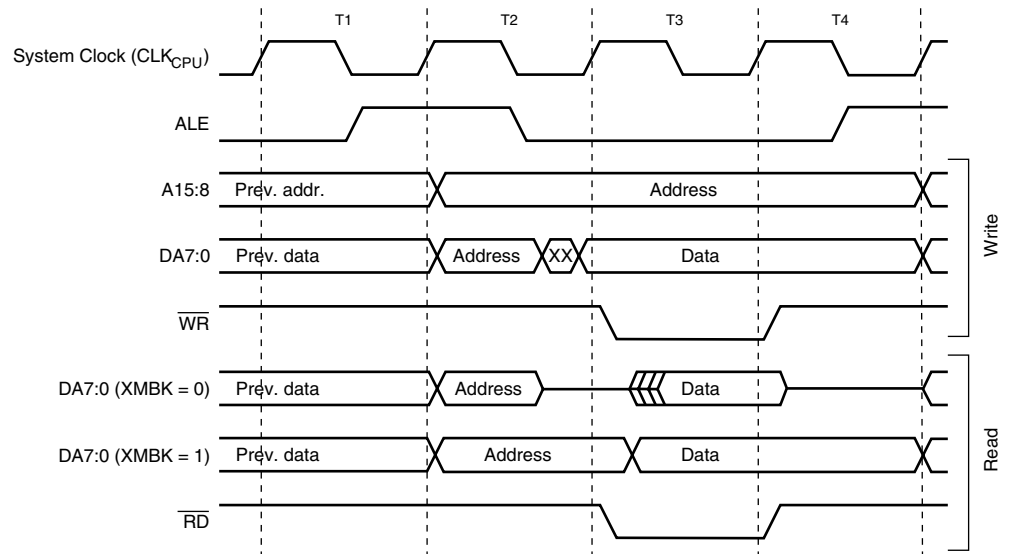 T1 T2 T3 T4
System Clock (CLKCPU)
ALE
A15:8 Prev. addr. Address
DA7:0 Prev. data Address XX Data
WR
Write
DA7:0 (XMBK = 0) Prev. data Address Data
DA7:0 (XMBK = 1) Prev. data Address Data
RD
Read